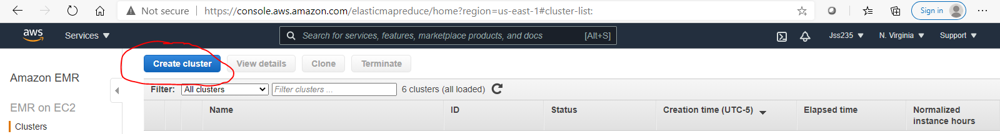 Not secure | https://console.aws.amazon.com/elasticmapreduce/home?region=us-east-1#cluster-list: Sign in
aws Services Search for services, features, marketplace products, and docs [Alt+S] Jss235 N. Virginia Support
Create cluster View details Clone Terminate
Amazon EMR
Filter: All clusters Filter clusters ... 6 clusters (all loaded)
EMR on EC2
Name ID Status Creation time (UTC-5) Elapsed time Normalized
instance hours
Clusters